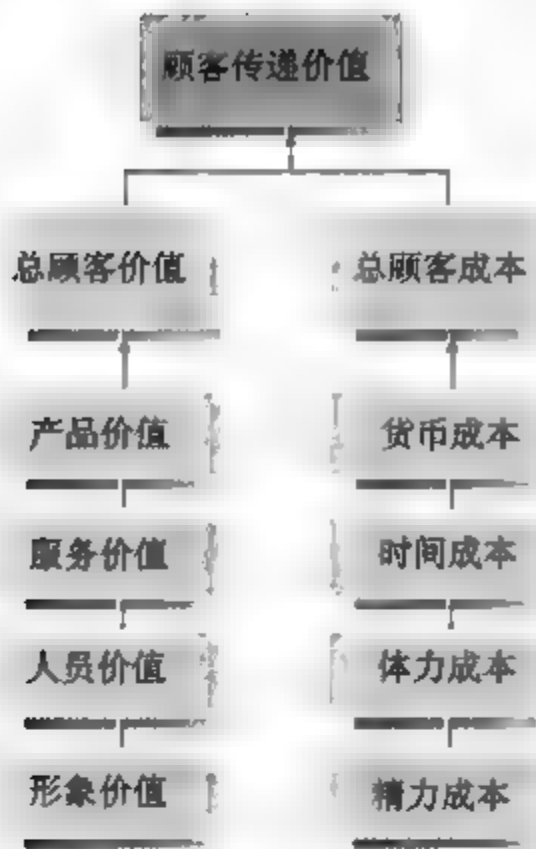 顾客传递价值
总顾客价值
总顾客成本
产品价值
货币成本
服务价值
时间成本
人员价值
体力成本
形象价值
精力成本